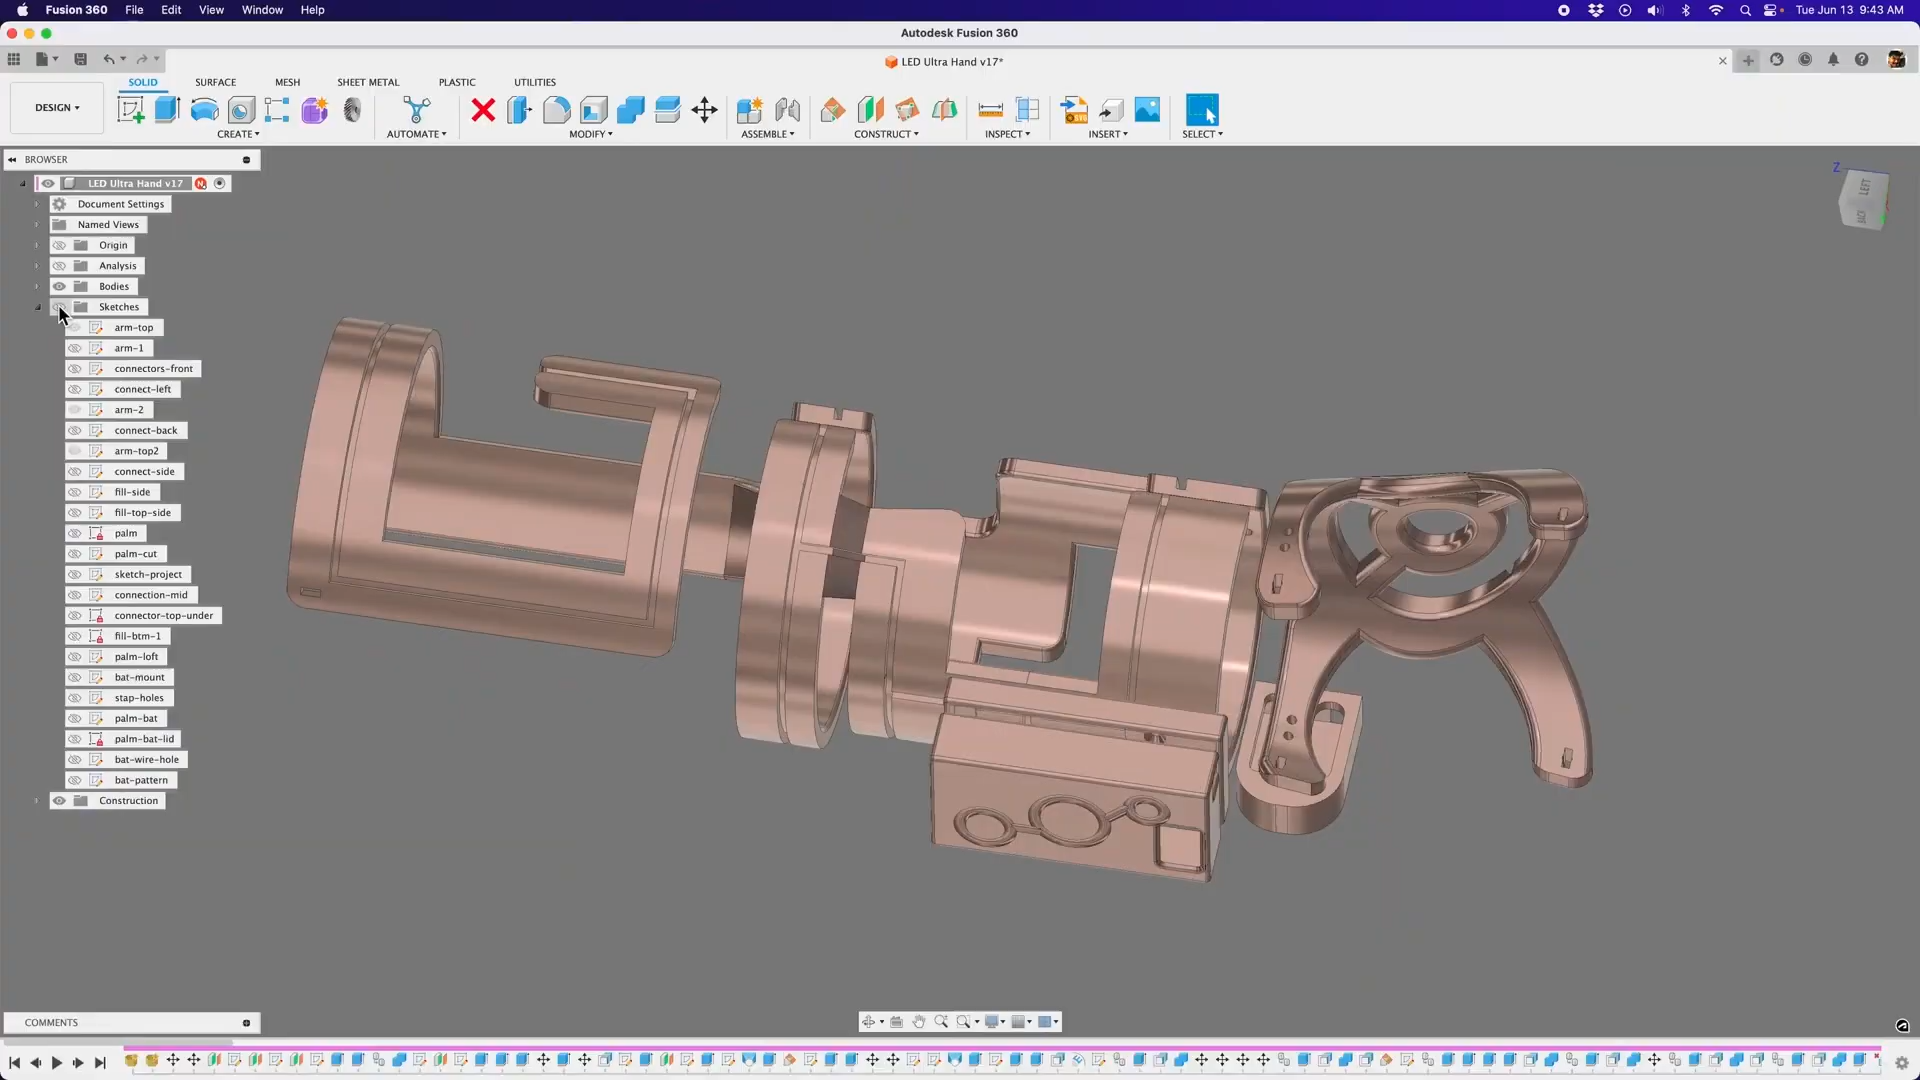 Fusion 360 File Edit View Window Help Tue Jun 13 9:43 AM
Autodesk Fusion 360
LED Ultra Hand v17*
SOLID SURFACE MESH SHEET METAL PLASTIC UTILITIES
DESIGN
CREATE AUTOMATE MODIFY ASSEMBLE CONSTRUCT INSPECT INSERT SELECT
BROWSER
LED Ultra Hand v17
Document Settings
Named Views
Origin
Analysis
Bodies
Sketches
arm-top
arm-1
connectors-front
connect-left
arm-2
connect-back
arm-top2
connect-side
fill-side
fill-top-side
palm
palm-cut
sketch-project
connection-mid
connector-top-under
fill-btm-1
palm-loft
bat-mount
stap-holes
palm-bat
palm-bat-lid
bat-wire-hole
bat-pattern
Construction
Z
LEFT
BACK
COMMENTS